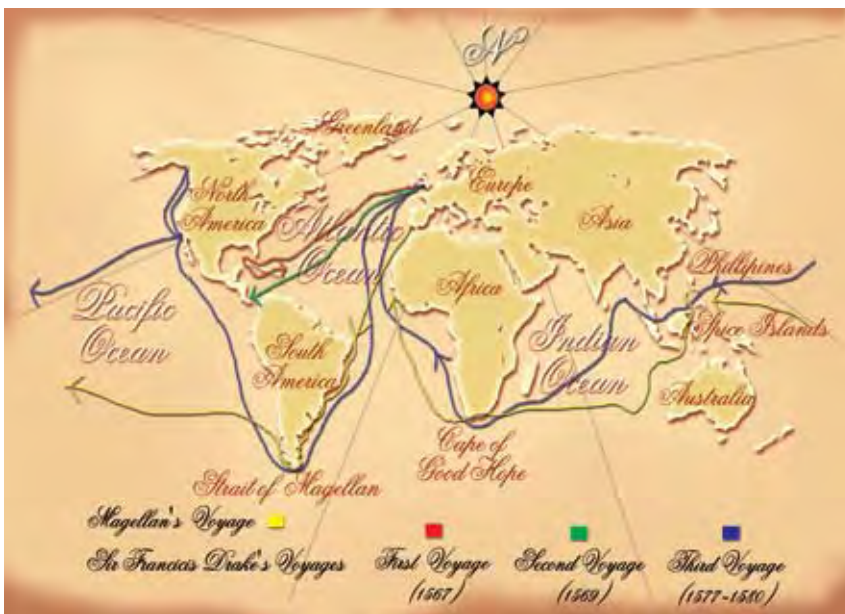 N
Greenland
North
America
Europe
Asia
Atlantic
Ocean
Africa
Phillipines
Pacific
Ocean
South
America
Indian
Ocean
Spice Islands
Australia
Cape of
Good Hope
Strait of Magellan
Magellan's Voyage
Sir Francicis Drake's Voyages
First Voyage
(1567)
Second Voyage
(1569)
Third Voyage
(1577-1580)